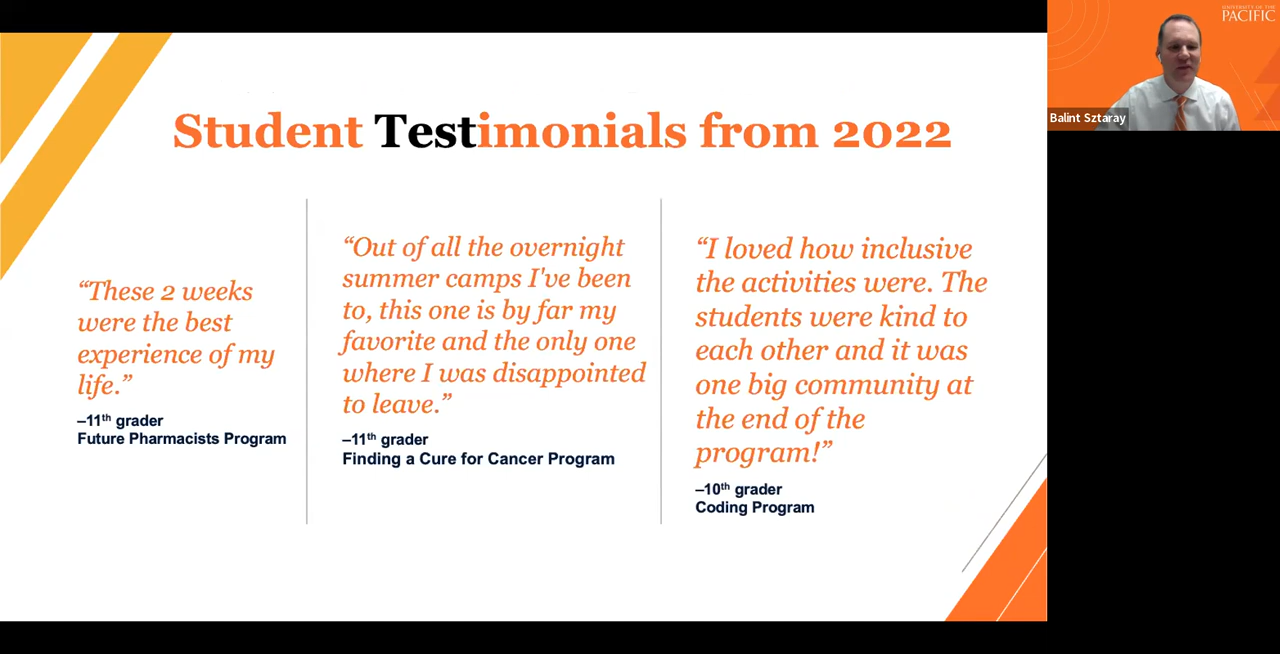 UNIVERSITY OF THE
PACIFIC
Balint Sztaray
Student Testimonials from 2022
“These 2 weeks
were the best
experience of my
life.”
–11th grader
Future Pharmacists Program
“Out of all the overnight
summer camps I've been
to, this one is by far my
favorite and the only one
where I was disappointed
to leave.”
–11th grader
Finding a Cure for Cancer Program
“I loved how inclusive
the activities were. The
students were kind to
each other and it was
one big community at
the end of the
program!”
–10th grader
Coding Program